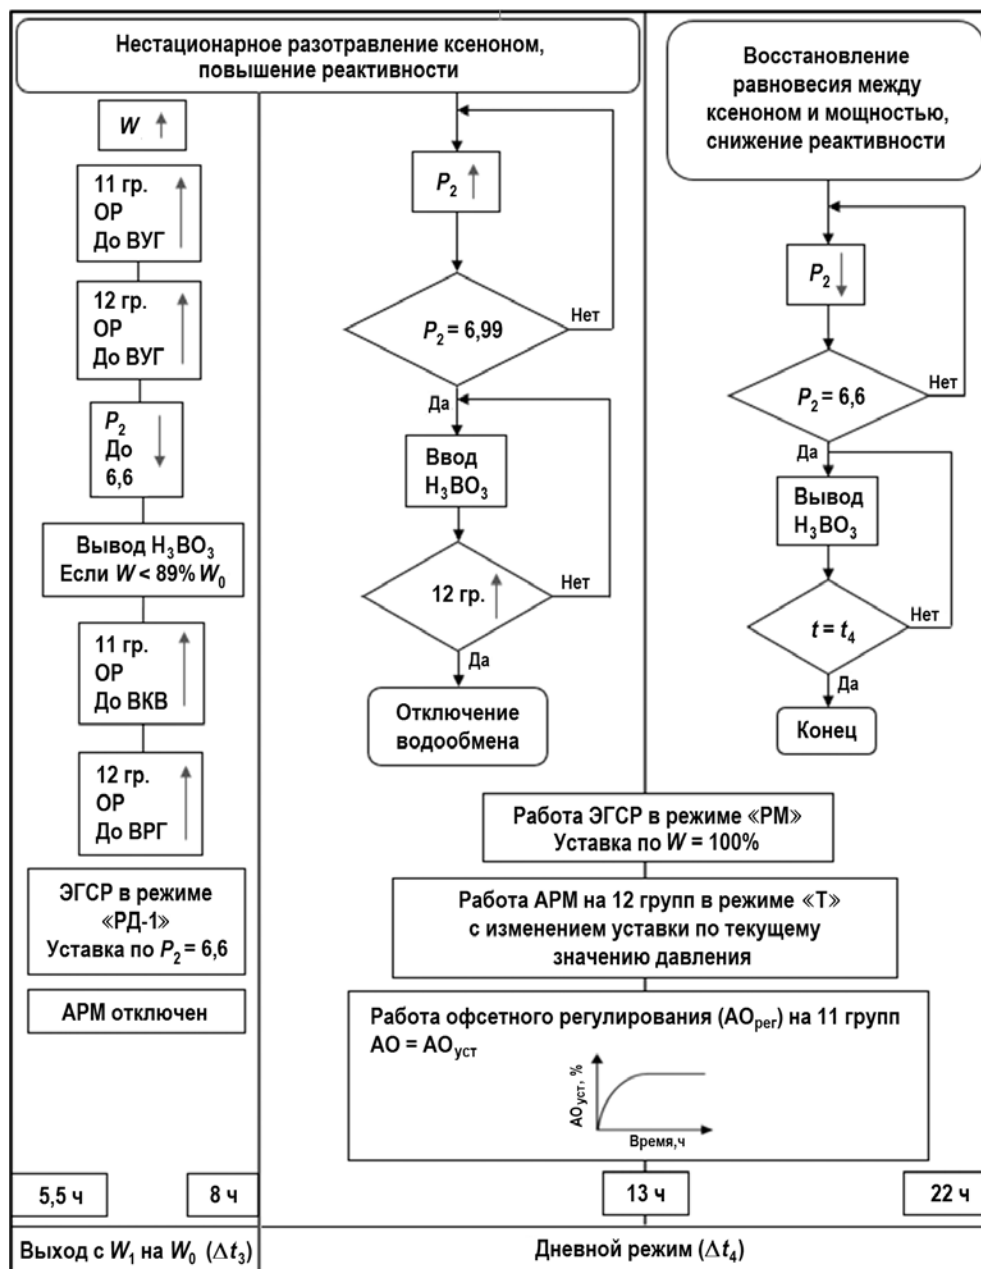 Нестационарное разотравление ксеноном,
повышение реактивности
W
11 гр.
ОР
До ВУГ
12 гр.
ОР
До ВУГ
P2
До
6,6
Вывод H3BO3
Если W < 89% W0
11 гр.
ОР
До ВКВ
12 гр.
ОР
До ВРГ
ЭГСР в режиме
«РД-1»
Уставка по P2 = 6,6
АРМ отключен
P2
P2 = 6,99
Нет
Да
Ввод
H3BO3
12 гр.
Нет
Да
Отключение
водообмена
Восстановление
равновесия между
ксеноном и мощностью,
снижение реактивности
P2
P2 = 6,6
Нет
Да
Вывод
H3BO3
t = t4
Нет
Да
Конец
Работа ЭГСР в режиме «РМ»
Уставка по W = 100%
Работа АРМ на 12 групп в режиме «Т»
с изменением уставки по текущему
значению давления
Работа офсетного регулирования (АОрег) на 11 групп
АО = АОуст
АОуст, %
Время,ч
5,5 ч
8 ч
13 ч
22 ч
Выход с W1 на W0 (Δt3)
Дневной режим (Δt4)